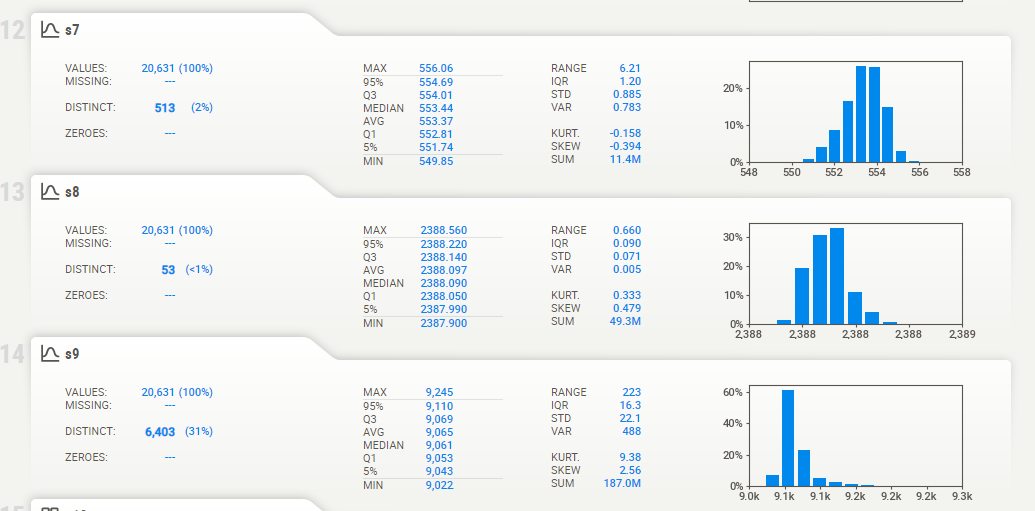 12
s7
VALUES: 20,631 (100%)
MISSING: ---
DISTINCT: 513 (2%)
ZEROES: ---
MAX 556.06
95% 554.69
Q3 554.01
MEDIAN 553.44
AVG 553.37
Q1 552.81
5% 551.74
MIN 549.85
RANGE 6.21
IQR 1.20
STD 0.885
VAR 0.783
KURT. -0.158
SKEW -0.394
SUM 11.4M
20%
10%
0%
548 550 552 554 556 558
13
s8
VALUES: 20,631 (100%)
MISSING: ---
DISTINCT: 53 (<1%)
ZEROES: ---
MAX 2388.560
95% 2388.220
Q3 2388.140
AVG 2388.097
MEDIAN 2388.090
Q1 2388.050
5% 2387.990
MIN 2387.900
RANGE 0.660
IQR 0.090
STD 0.071
VAR 0.005
KURT. 0.333
SKEW 0.479
SUM 49.3M
30%
20%
10%
0%
2,388 2,388 2,388 2,388 2,389
14
s9
VALUES: 20,631 (100%)
MISSING: ---
DISTINCT: 6,403 (31%)
ZEROES: ---
MAX 9,245
95% 9,110
Q3 9,069
AVG 9,065
MEDIAN 9,061
Q1 9,053
5% 9,043
MIN 9,022
RANGE 223
IQR 16.3
STD 22.1
VAR 488
KURT. 9.38
SKEW 2.56
SUM 187.0M
60%
40%
20%
0%
9.0k 9.1k 9.1k 9.2k 9.2k 9.2k 9.3k